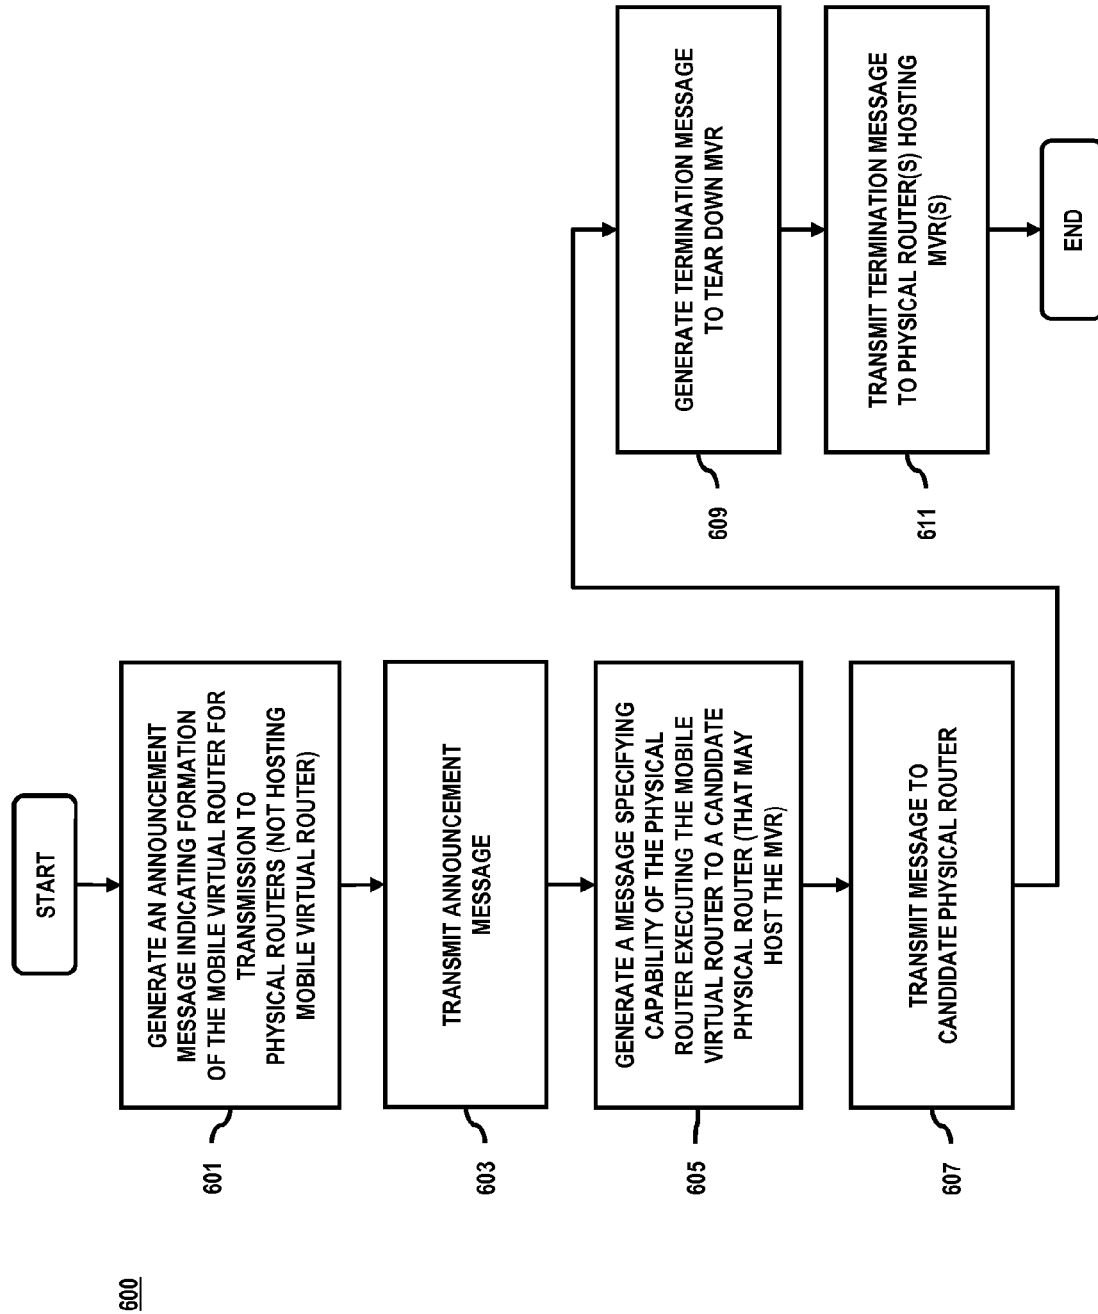 600
START
GENERATE AN ANNOUNCEMENT
MESSAGE INDICATING FORMATION
OF THE MOBILE VIRTUAL ROUTER FOR
TRANSMISSION TO
PHYSICAL ROUTERS (NOT HOSTING
MOBILE VIRTUAL ROUTER)
601
TRANSMIT ANNOUNCEMENT
MESSAGE
603
GENERATE A MESSAGE SPECIFYING
CAPABILITY OF THE PHYSICAL
ROUTER EXECUTING THE MOBILE
VIRTUAL ROUTER TO A CANDIDATE
PHYSICAL ROUTER (THAT MAY
HOST THE MVR)
605
TRANSMIT MESSAGE TO
CANDIDATE PHYSICAL ROUTER
607
GENERATE TERMINATION MESSAGE
TO TEAR DOWN MVR
609
TRANSMIT TERMINATION MESSAGE
TO PHYSICAL ROUTER(S) HOSTING
MVR(S)
611
END